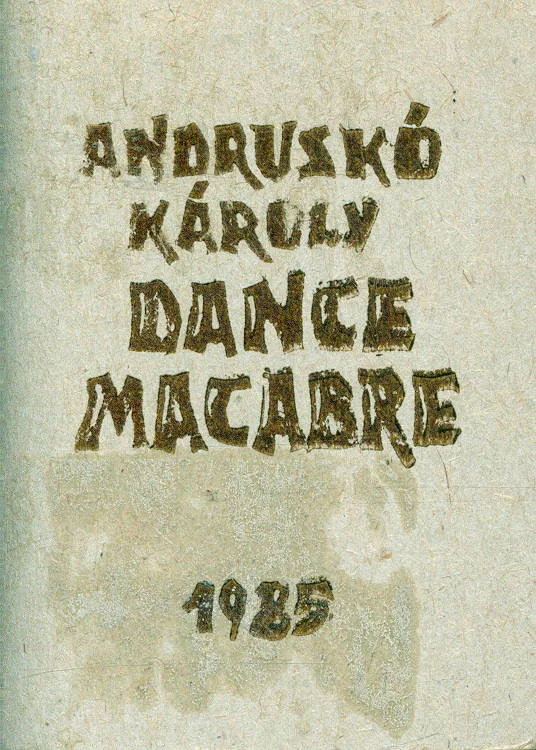 ANDRUSKÓ
KÁROLY
DANCE
MACABRE
1985